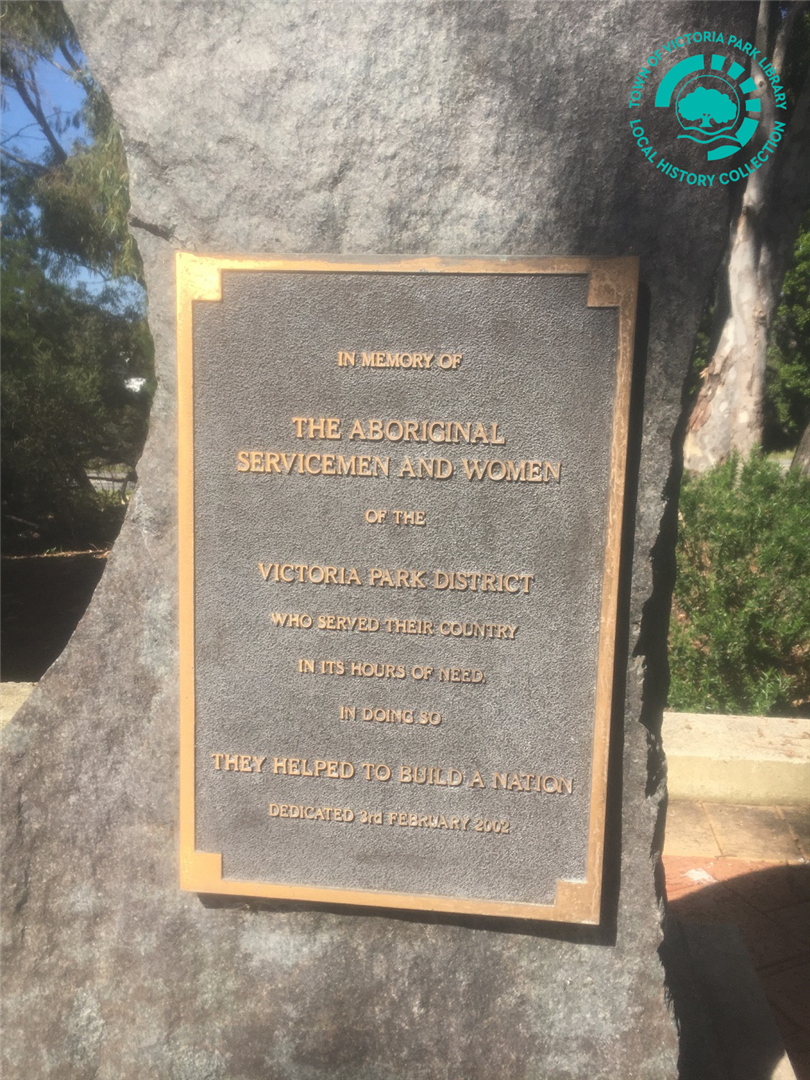 TOWN OF VICTORIA PARK LIBRARY
LOCAL HISTORY COLLECTION
IN MEMORY OF
THE ABORIGINAL
SERVICEMEN AND WOMEN
OF THE
VICTORIA PARK DISTRICT
WHO SERVED THEIR COUNTRY
IN ITS HOURS OF NEED,
IN DOING SO
THEY HELPED TO BUILD A NATION
DEDICATED 3rd FEBRUARY 2002